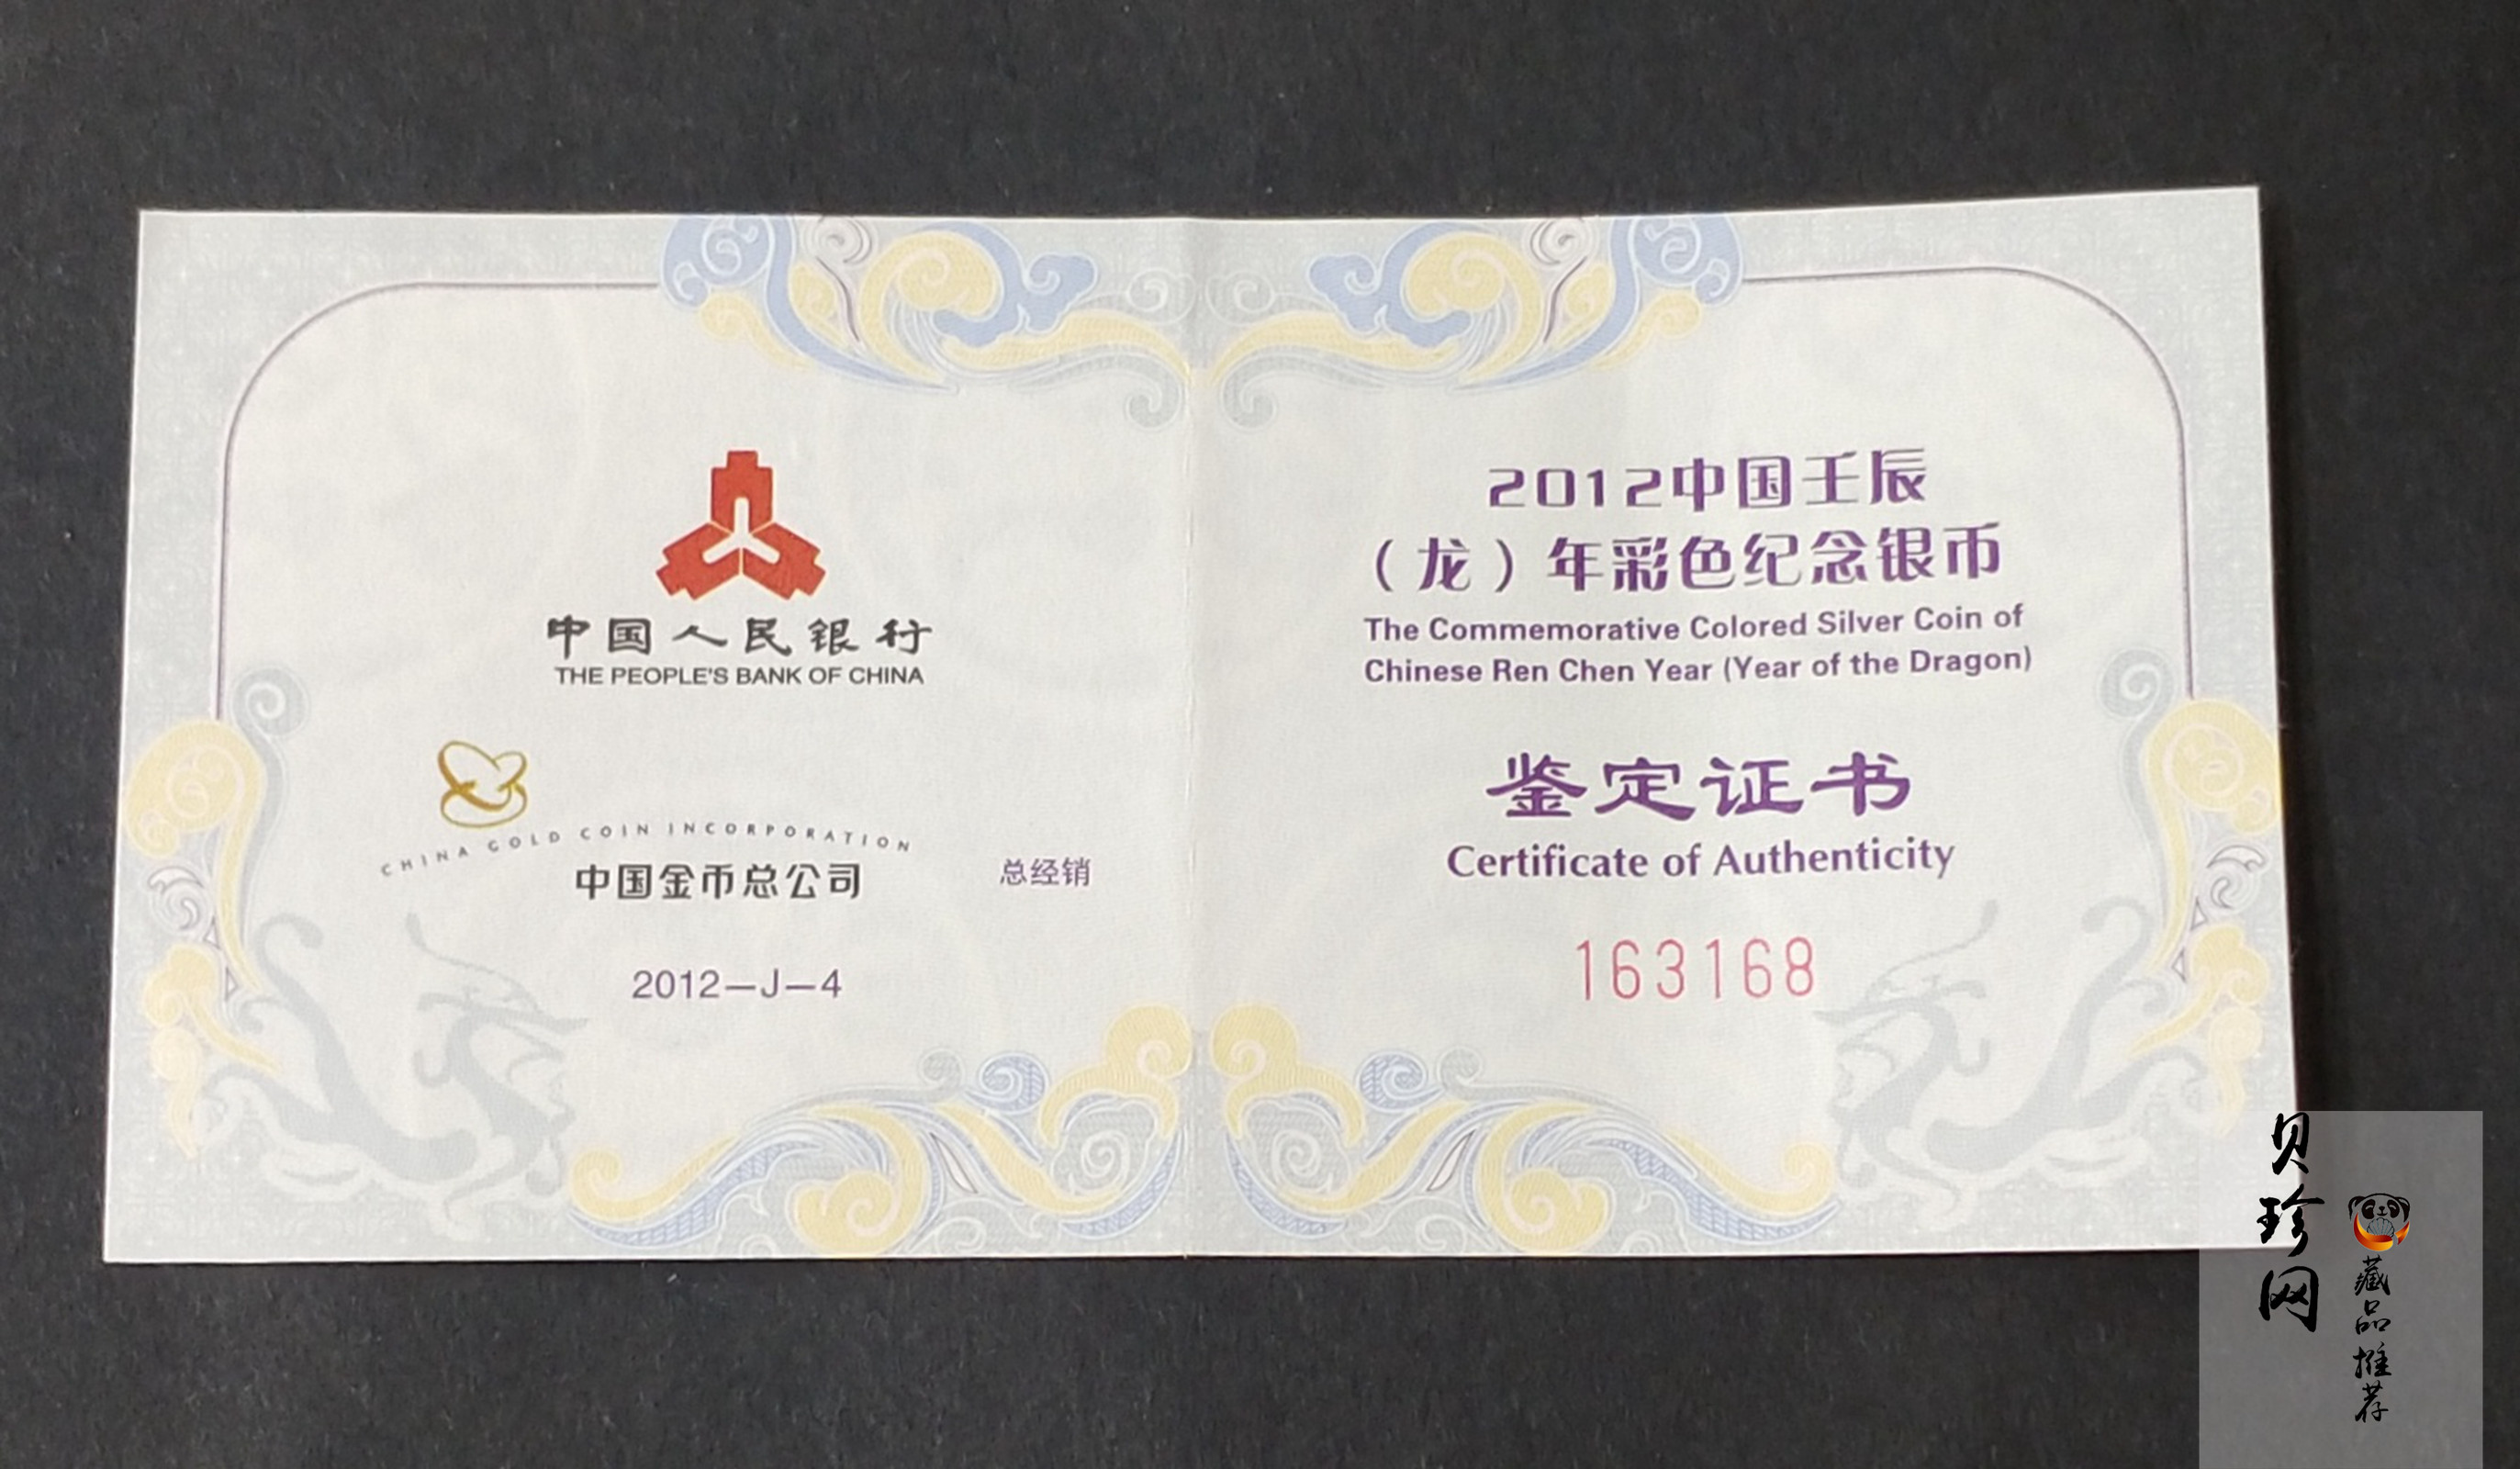 中国人民银行
THE PEOPLE'S BANK OF CHINA
CHINA GOLD COIN INCORPORATION
中国金币总公司
总经销
2012—J—4
2012中国壬辰
（龙）年彩色纪念银币
The Commemorative Colored Silver Coin of
Chinese Ren Chen Year (Year of the Dragon)
鉴定证书
Certificate of Authenticity
163168
贝珍网
藏品推荐